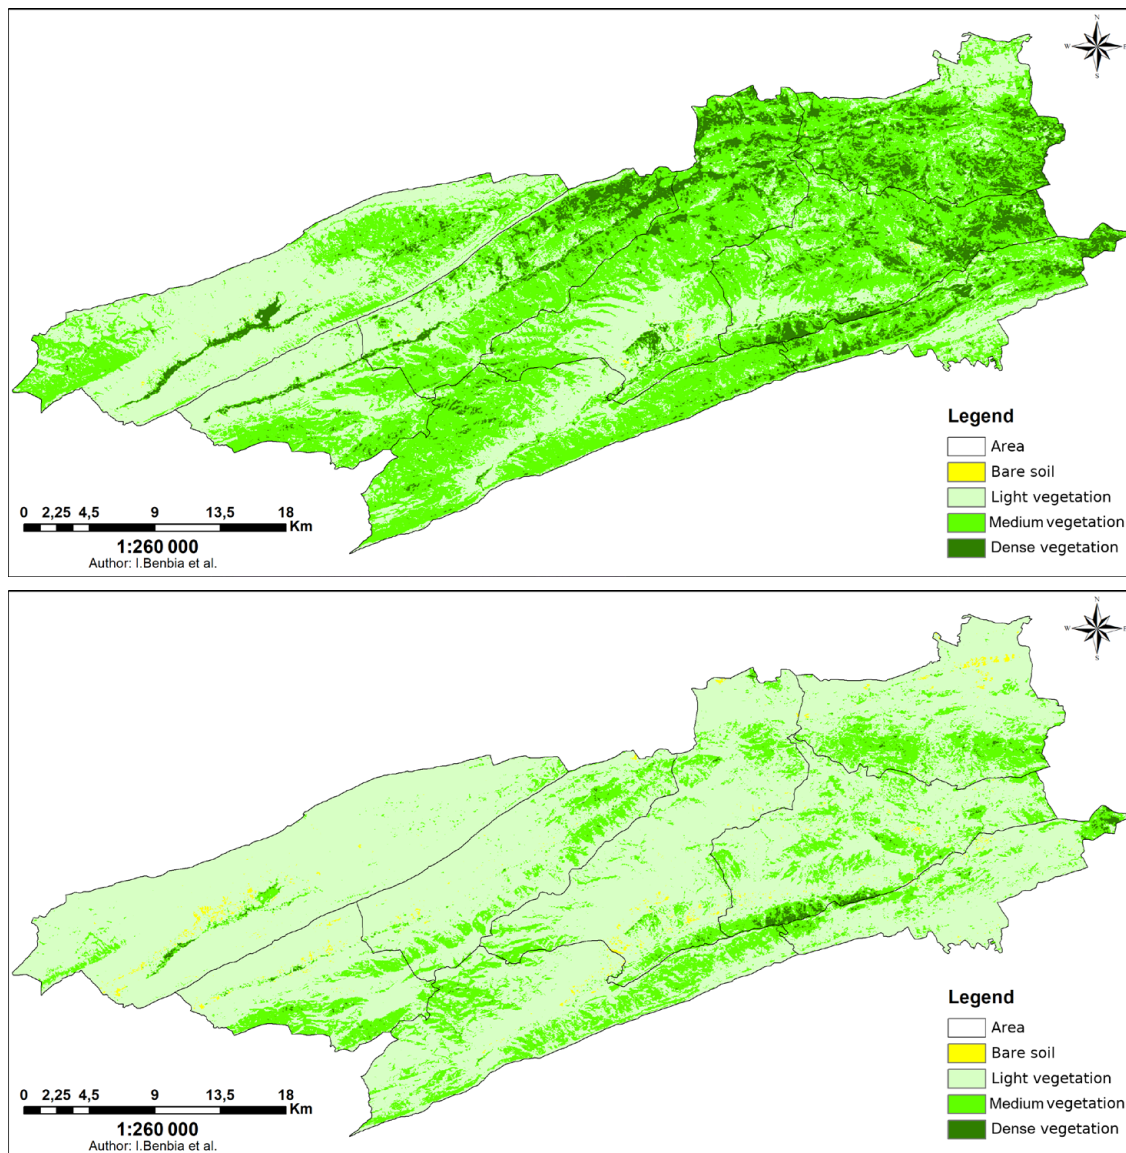 N
W E
S
Legend
Area
Bare soil
Light vegetation
Medium vegetation
Dense vegetation
0 2,25 4,5 9 13,5 18
Km
1:260 000
Author: I.Benbia et al.
N
W E
S
Legend
Area
Bare soil
Light vegetation
Medium vegetation
Dense vegetation
0 2,25 4,5 9 13,5 18
Km
1:260 000
Author: I.Benbia et al.